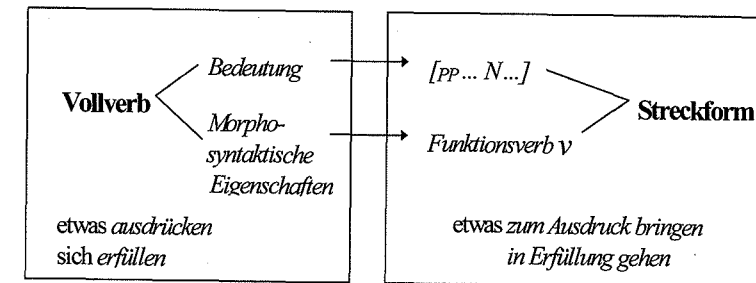 Bedeutung
[PP... N...]
Vollverb
Streckform
Morpho-
syntaktische
Eigenschaften
Funktionsverb v
etwas ausdrücken
sich erfüllen
etwas zum Ausdruck bringen
in Erfüllung gehen